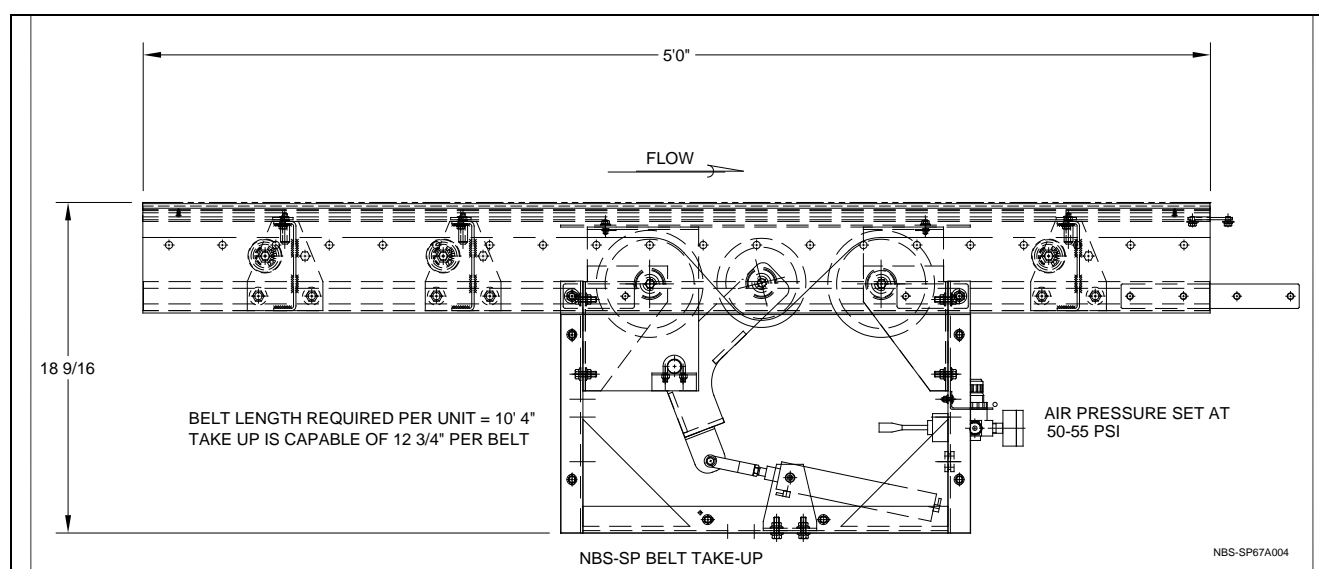 5'0"
FLOW
18 9/16
BELT LENGTH REQUIRED PER UNIT = 10' 4"
TAKE UP IS CAPABLE OF 12 3/4" PER BELT
AIR PRESSURE SET AT
50-55 PSI
NBS-SP BELT TAKE-UP
NBS-SP67A004